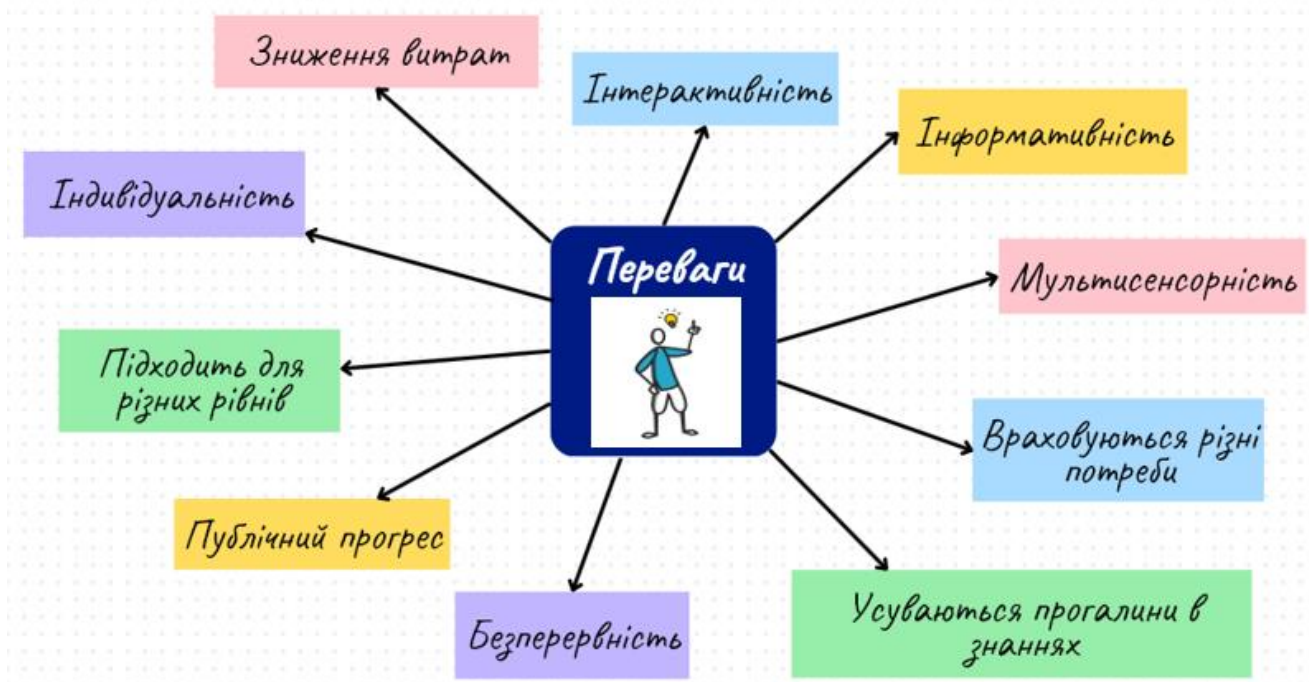 Зниження витрат
Інтерактивність
Інформативність
Індивідуальність
Переваги
Мультисенсорність
Підходить для
різних рівнів
Враховуються різні
потреби
Публічний прогрес
Безперервність
Усуваються прогалини в
знаннях